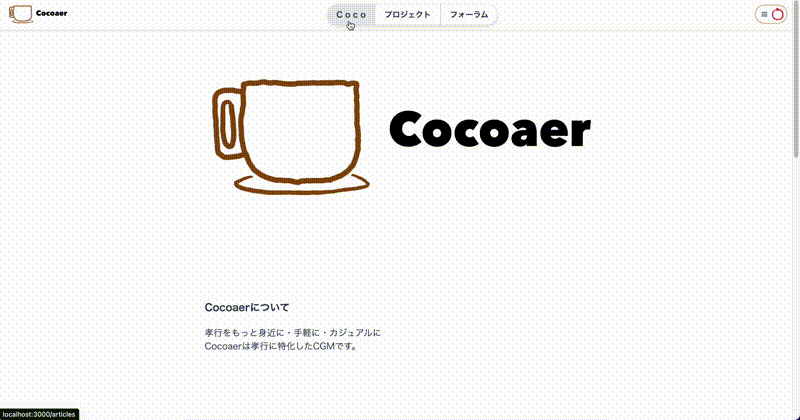 Cocoaer
Coco
プロジェクト
フォーラム
Cocoaer
Cocoaerについて
孝行をもっと身近に・手軽に・カジュアルに
Cocoaerは孝行に特化したCGMです。
localhost:3000/articles